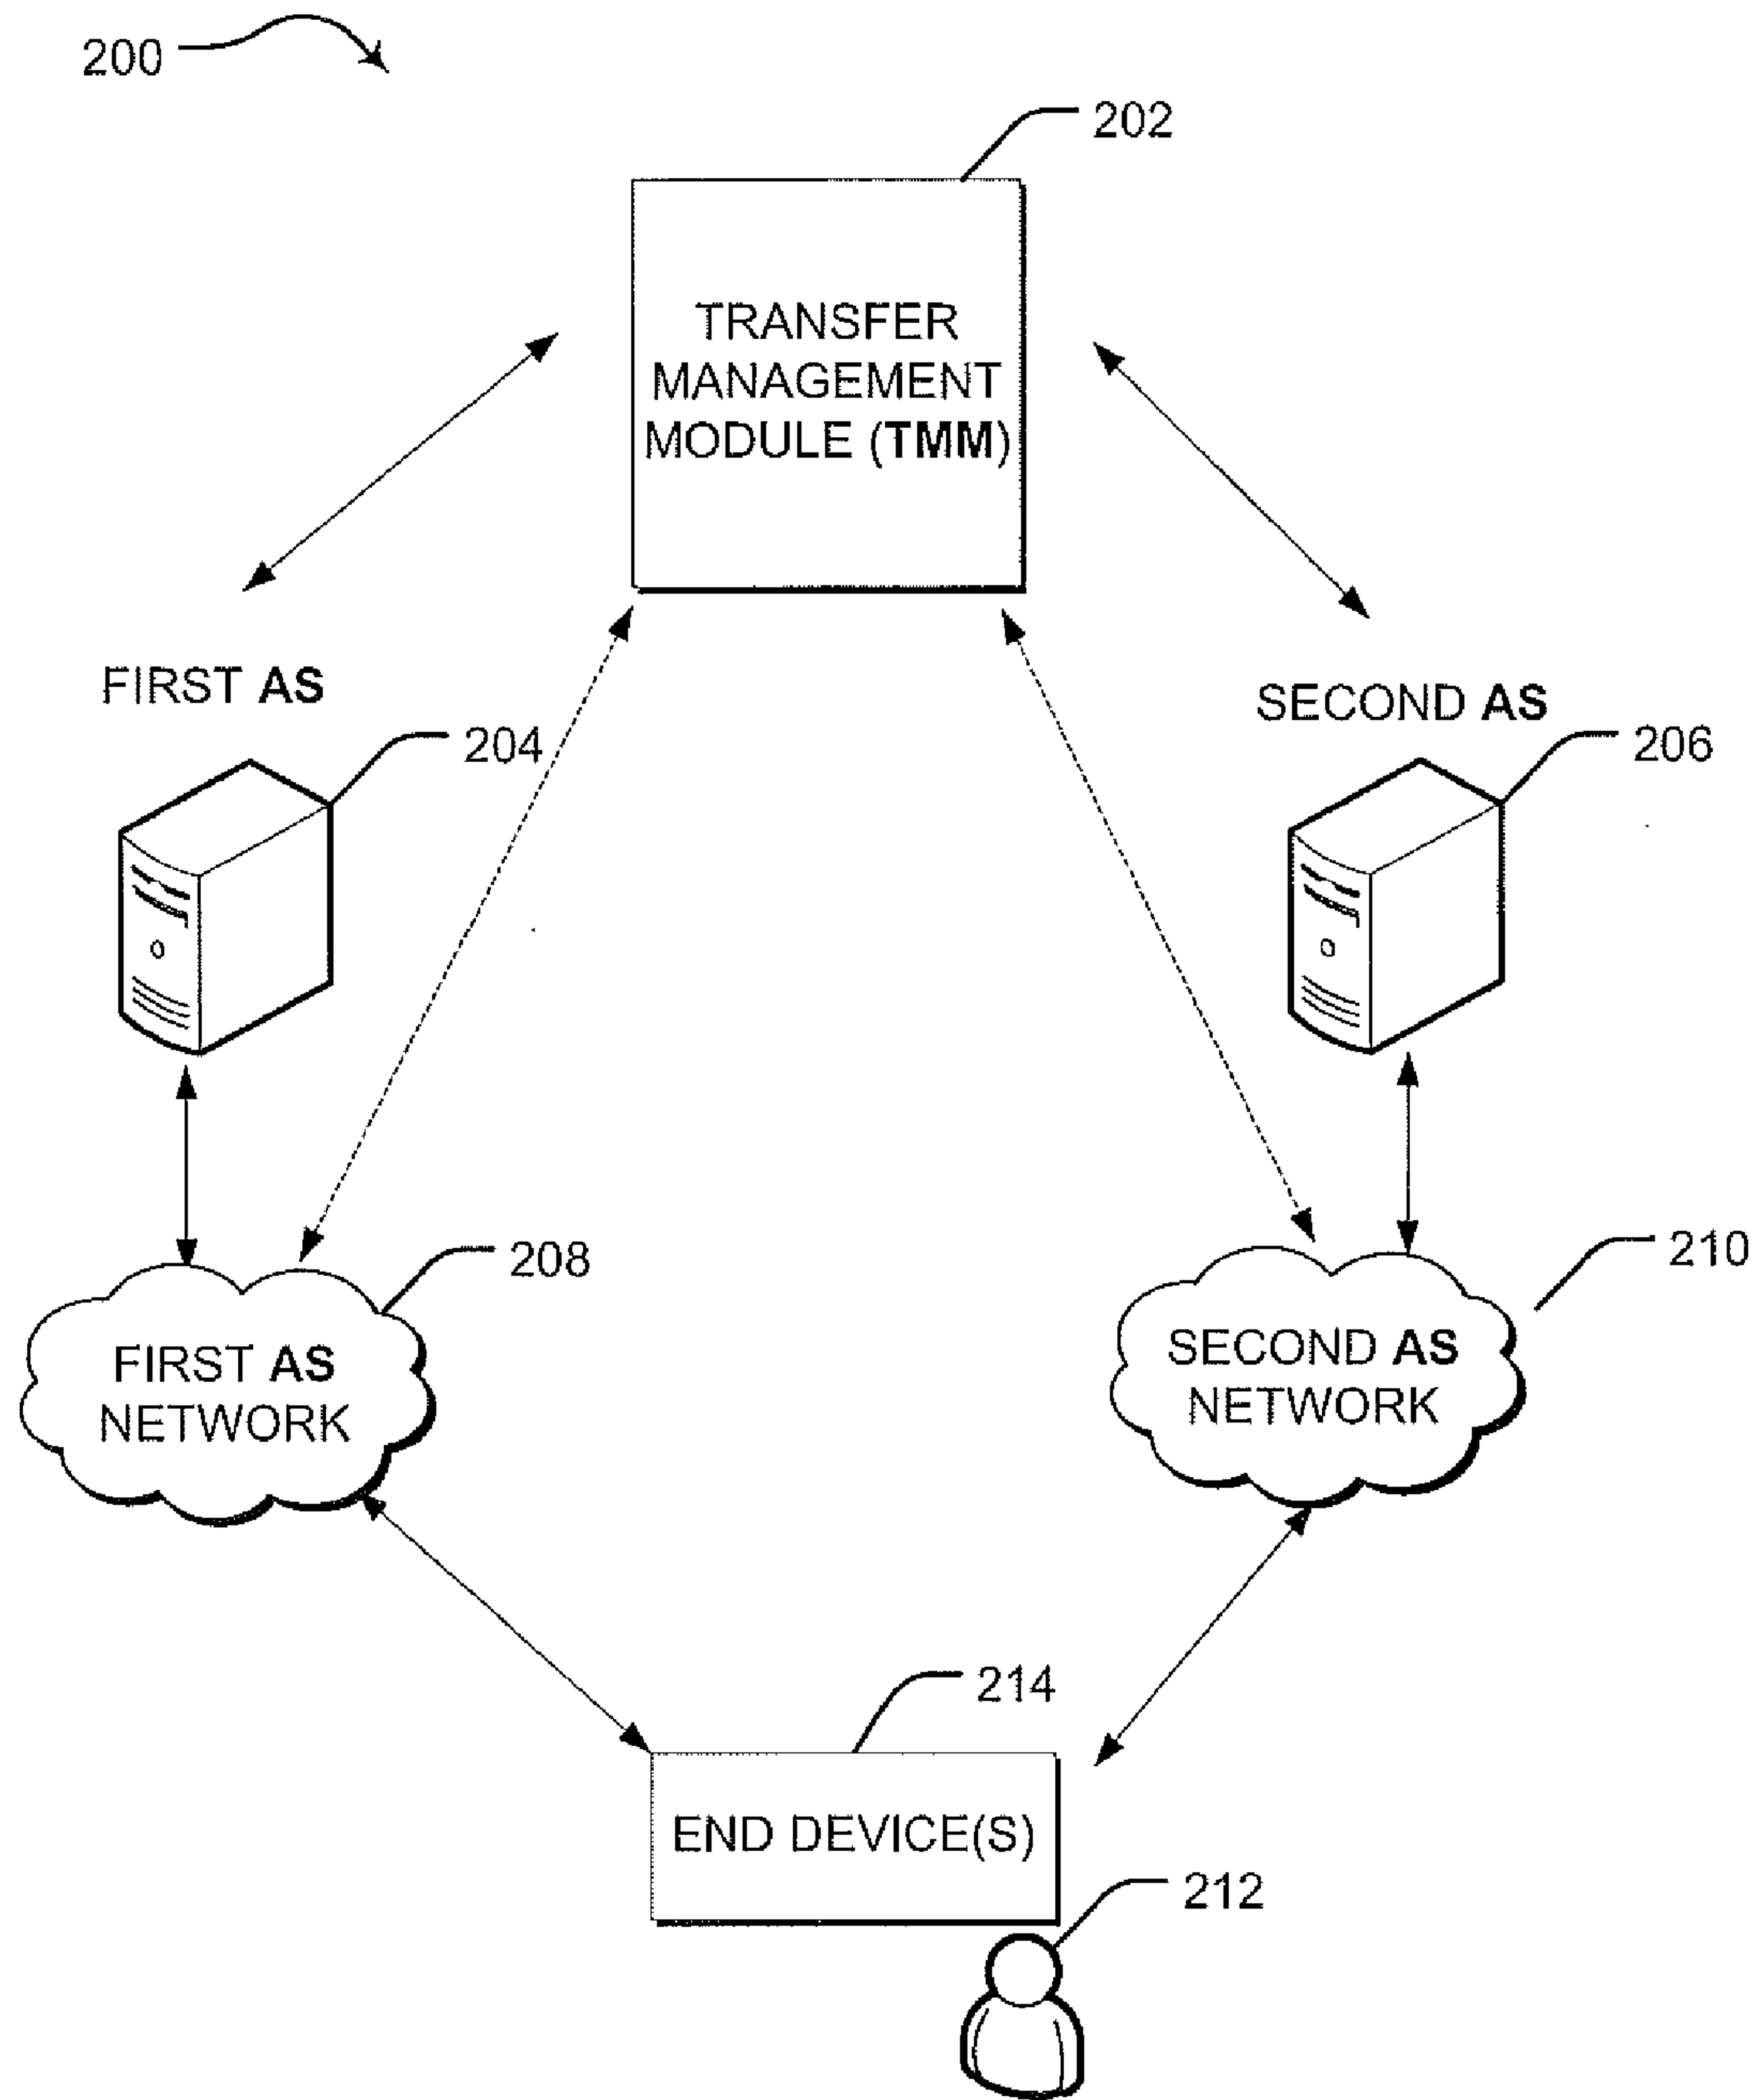 200
202
TRANSFER
MANAGEMENT
MODULE (TMM)
FIRST AS
204
SECOND AS
206
208
FIRST AS
NETWORK
210
SECOND AS
NETWORK
214
END DEVICE(S)
212